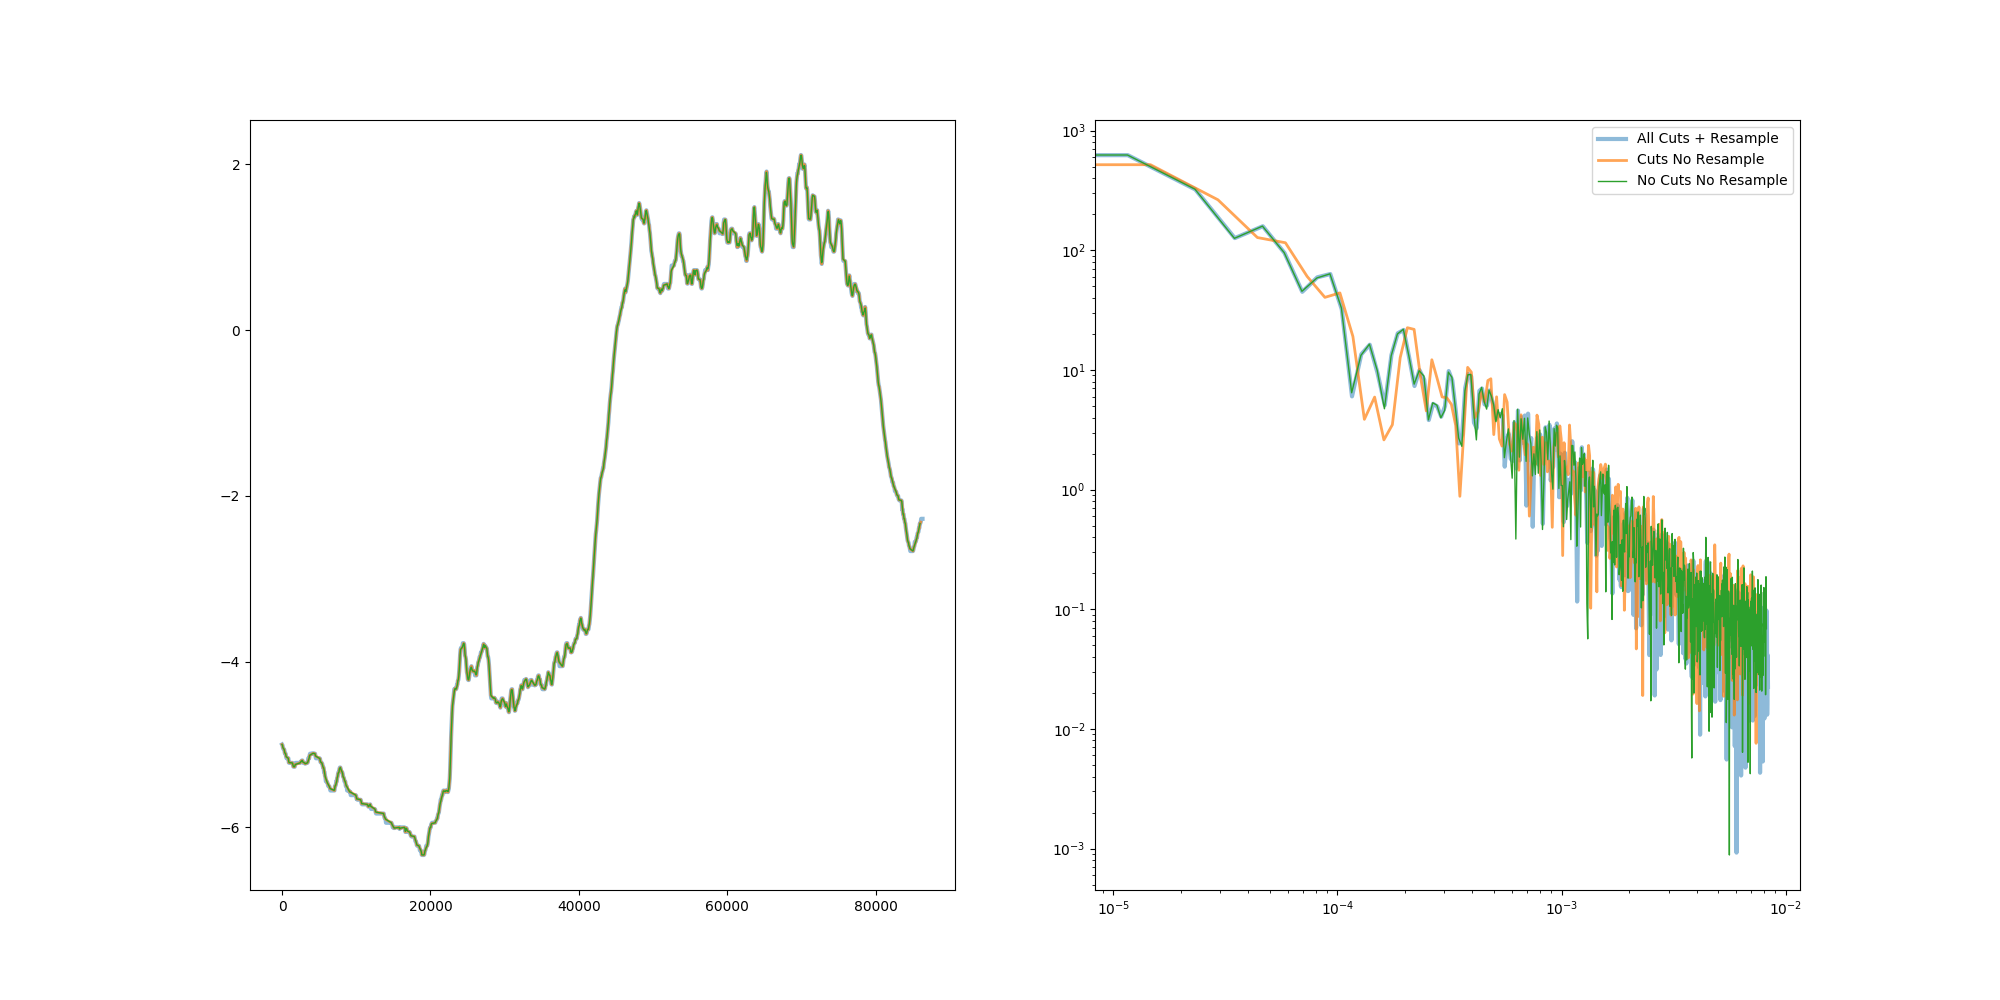 2
0
−2
−4
−6
0 20000 40000 60000 80000
10³
10²
10¹
10⁰
10⁻¹
10⁻²
10⁻³
10⁻⁵ 10⁻⁴ 10⁻³ 10⁻²
All Cuts + Resample
Cuts No Resample
No Cuts No Resample